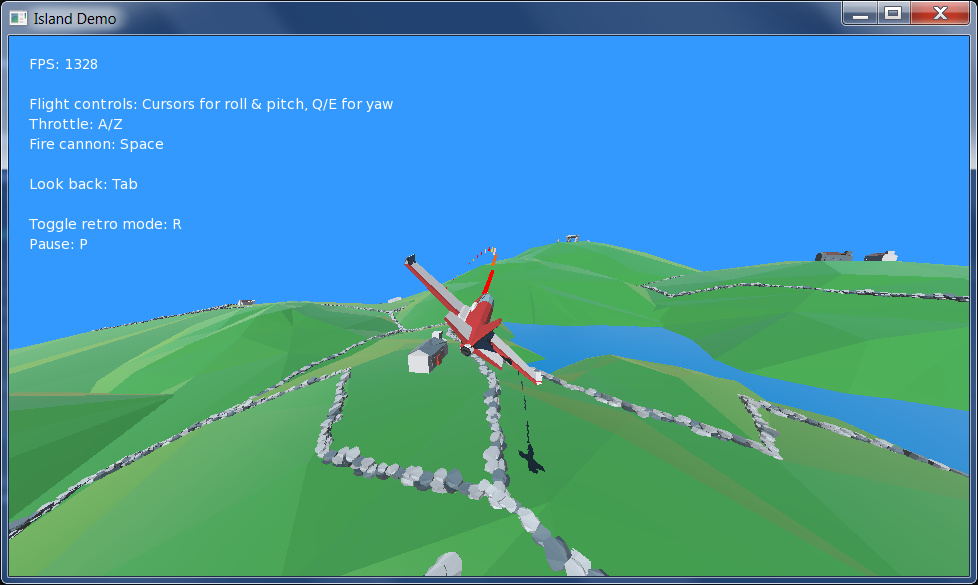 Island Demo
FPS: 1328
Flight controls: Cursors for roll & pitch, Q/E for yaw
Throttle: A/Z
Fire cannon: Space
Look back: Tab
Toggle retro mode: R
Pause: P